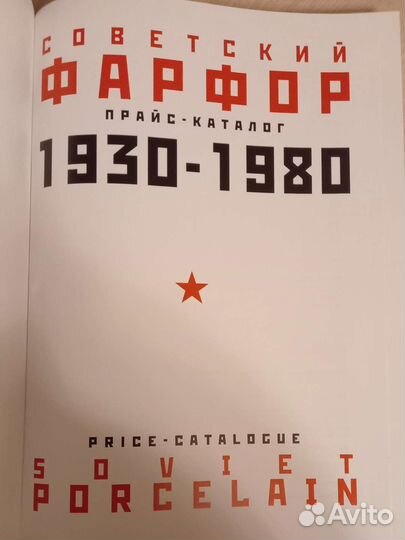 СОВЕТСКИЙ
ФАРФОР
ПРАЙС-КАТАЛОГ
1930-1980
PRICE-CATALOGUE
SOVIET
PORCELAIN
Avito